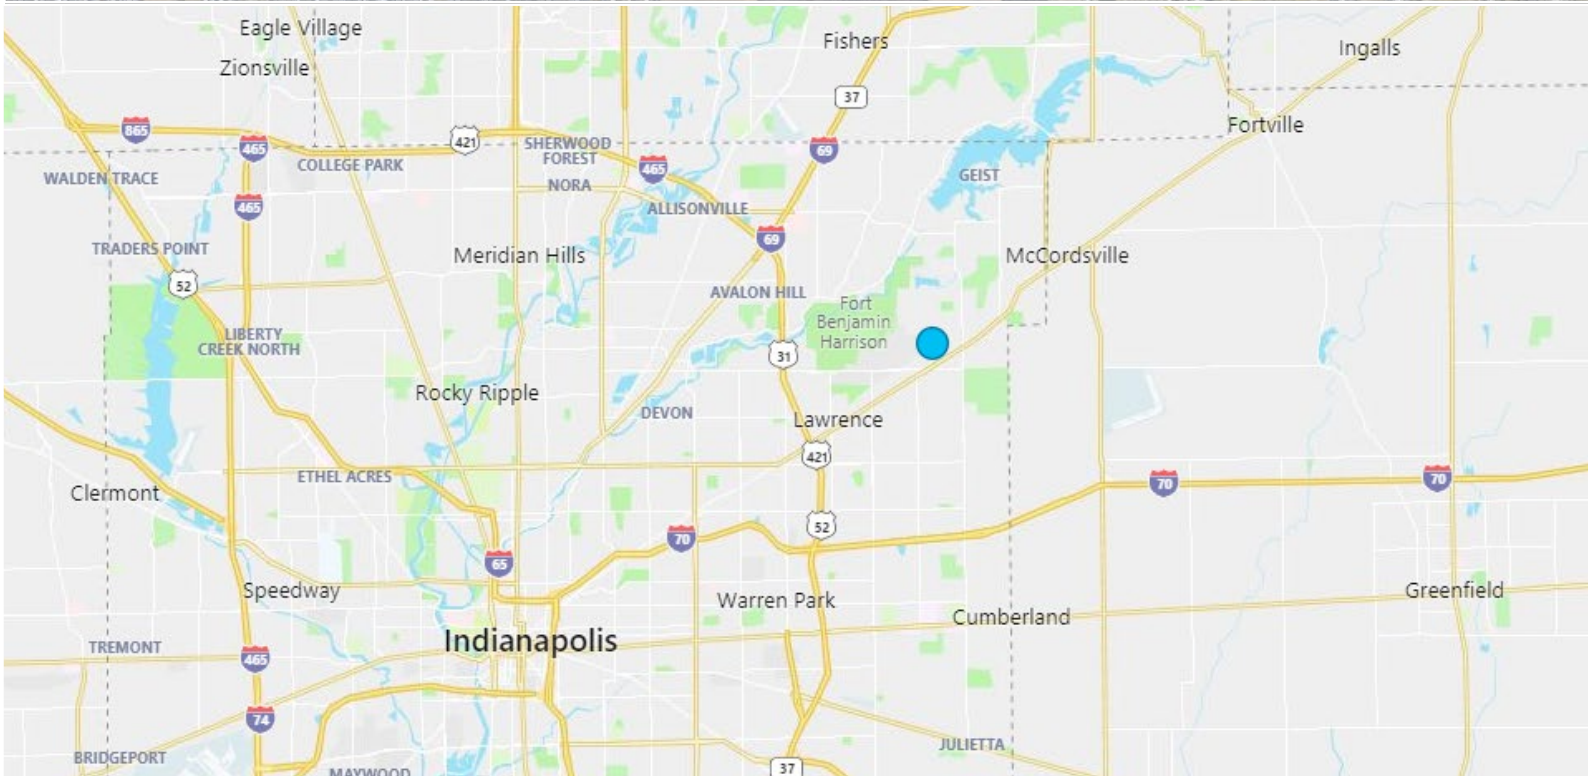 Eagle Village
Fishers
Ingalls
Zionsville
37
865
421
Fortville
465
SHERWOOD
FOREST
69
COLLEGE PARK
465
WALDEN TRACE
GEIST
NORA
465
ALLISONVILLE
69
TRADERS POINT
Meridian Hills
McCordsville
52
AVALON HILL
Fort
Benjamin
Harrison
LIBERTY
CREEK NORTH
31
Rocky Ripple
DEVON
Lawrence
421
ETHEL ACRES
70
70
Clermont
52
70
65
Speedway
Warren Park
Greenfield
Cumberland
Indianapolis
TREMONT
465
74
JULIETTA
BRIDGEPORT
37
MAYWOOD